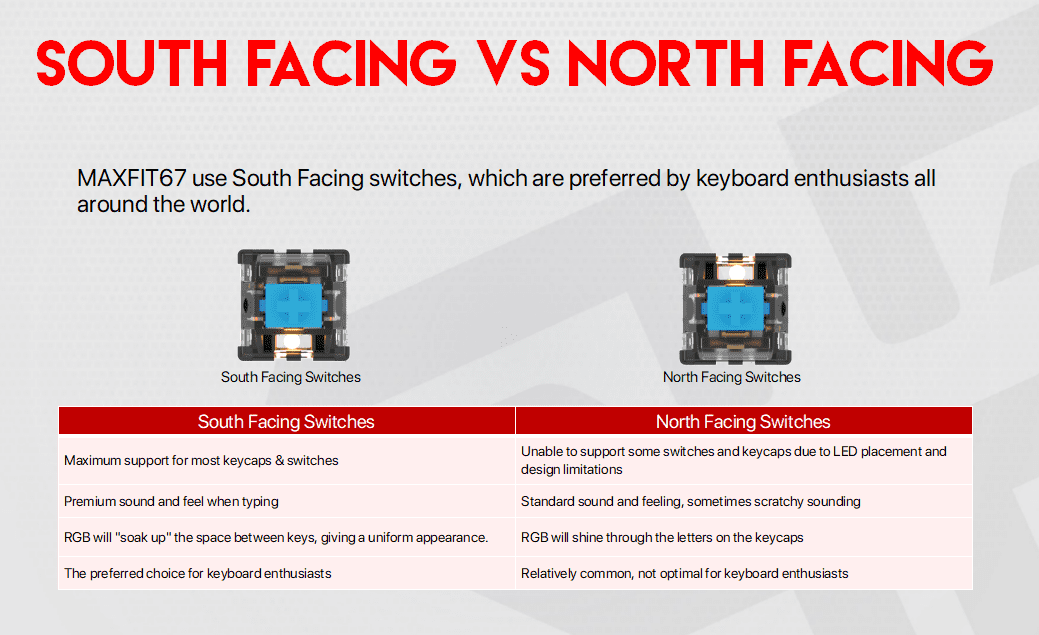 SOUTH FACING VS NORTH FACING
MAXFIT67 use South Facing switches, which are preferred by keyboard enthusiasts all
around the world.
South Facing Switches
North Facing Switches
South Facing Switches
North Facing Switches
Maximum support for most keycaps & switches
Unable to support some switches and keycaps due to LED placement and
design limitations
Premium sound and feel when typing
Standard sound and feeling, sometimes scratchy sounding
RGB will "soak up" the space between keys, giving a uniform appearance.
RGB will shine through the letters on the keycaps
The preferred choice for keyboard enthusiasts
Relatively common, not optimal for keyboard enthusiasts